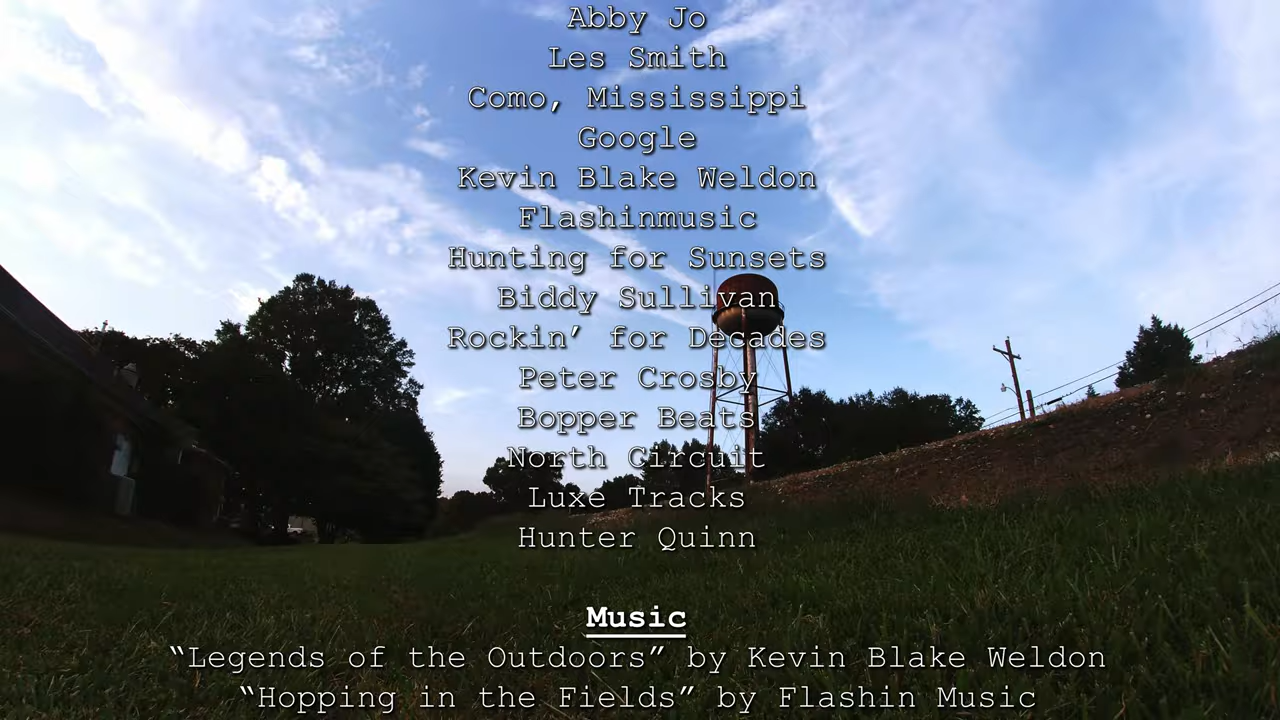 Abby Jo
Les Smith
Como, Mississippi
Google
Kevin Blake Weldon
Flashinmusic
Hunting for Sunsets
Biddy Sullivan
Rockin’ for Decades
Peter Crosby
Bopper Beats
North Circuit
Luxe Tracks
Hunter Quinn
Music
“Legends of the Outdoors” by Kevin Blake Weldon
“Hopping in the Fields” by Flashin Music